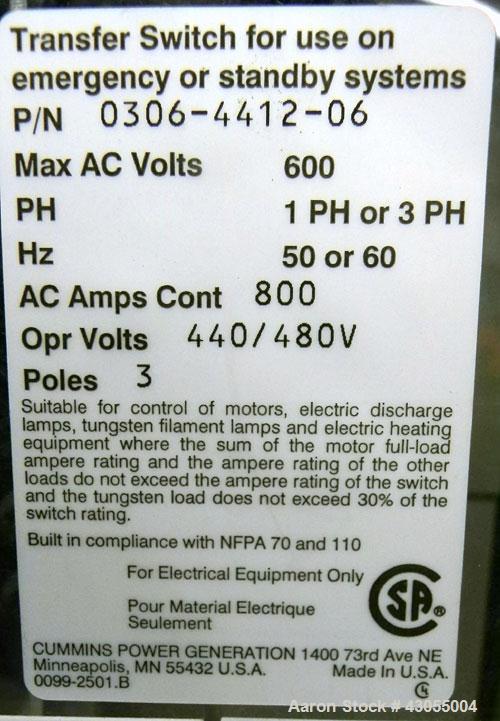 Transfer Switch for use on
emergency or standby systems
P/N 0306-4412-06
Max AC Volts 600
PH 1 PH or 3 PH
Hz 50 or 60
AC Amps Cont 800
Opr Volts 440/480V
Poles 3
Suitable for control of motors, electric discharge
lamps, tungsten filament lamps and electric heating
equipment where the sum of the motor full-load
ampere rating and the ampere rating of the other
loads do not exceed the ampere rating of the switch
and the tungsten load does not exceed 30% of the
switch rating.
Built in compliance with NFPA 70 and 110
For Electrical Equipment Only
Pour Material Electrique
Seulement
CSA®
CUMMINS POWER GENERATION 1400 73rd Ave NE
Minneapolis, MN 55432 U.S.A. Made In U.S.A.
0099-2501.B
Aaron Stock # 43055004